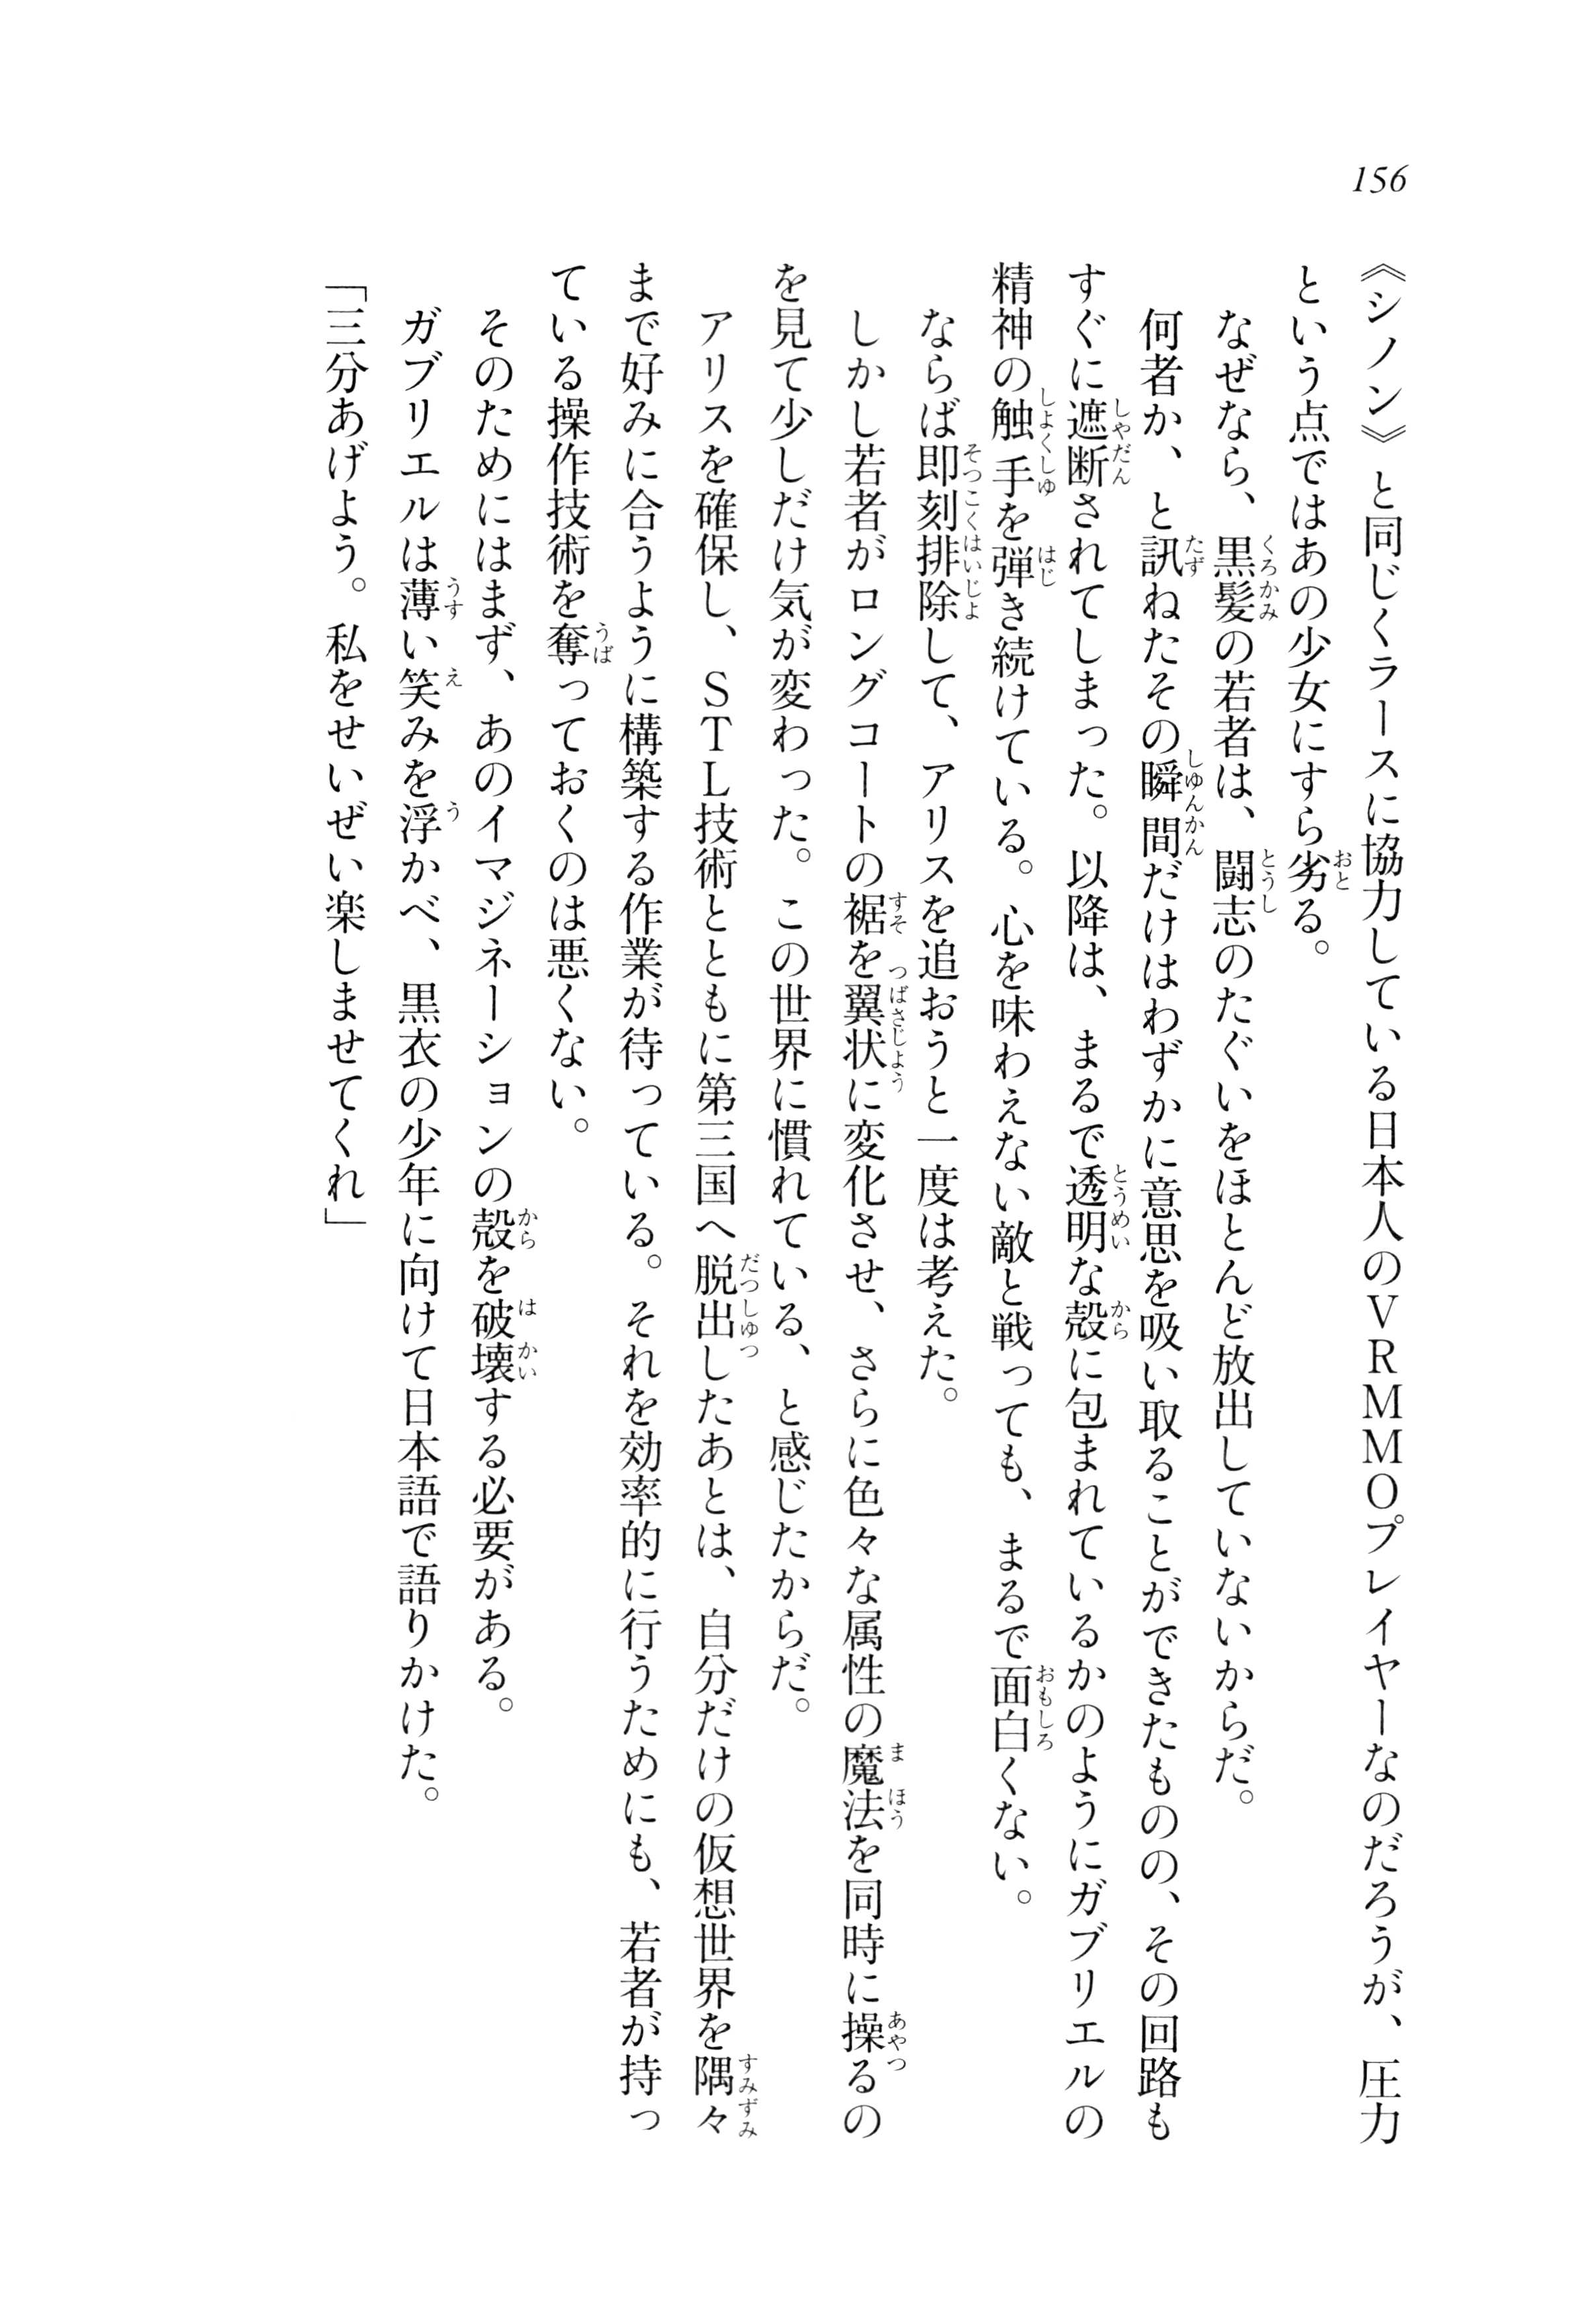 156
《シノン》と同じくラースに協力している日本人のVRMMOプレイヤーなのだろうが、圧力
という点ではあの少女にすら劣る。
なぜなら、黒髪の若者は、闘志のたぐいをほとんど放出していないからだ。
何者か、と訊ねたその瞬間だけはわずかに意思を吸い取ることができたものの、その回路も
すぐに遮断されてしまった。以降は、まるで透明な殻に包まれているかのようにガブリエルの
精神の触手を弾き続けている。心を味わえない敵と戦っても、まるで面白くない。
ならば即刻排除して、アリスを追おうと一度は考えた。
しかし若者がロングコートの裾を翼状に変化させ、さらに色々な属性の魔法を同時に操るの
を見て少しだけ気が変わった。この世界に慣れている、と感じたからだ。
アリスを確保し、STL技術とともに第三国へ脱出したあとは、自分だけの仮想世界を隅々
まで好みに合うように構築する作業が待っている。それを効率的に行うためにも、若者が持っ
ている操作技術を奪っておくのは悪くない。
そのためにはまず、あのイマジネーションの殻を破壊する必要がある。
ガブリエルは薄い笑みを浮かべ、黒衣の少年に向けて日本語で語りかけた。
「三分あげよう。私をせいぜい楽しませてくれ」